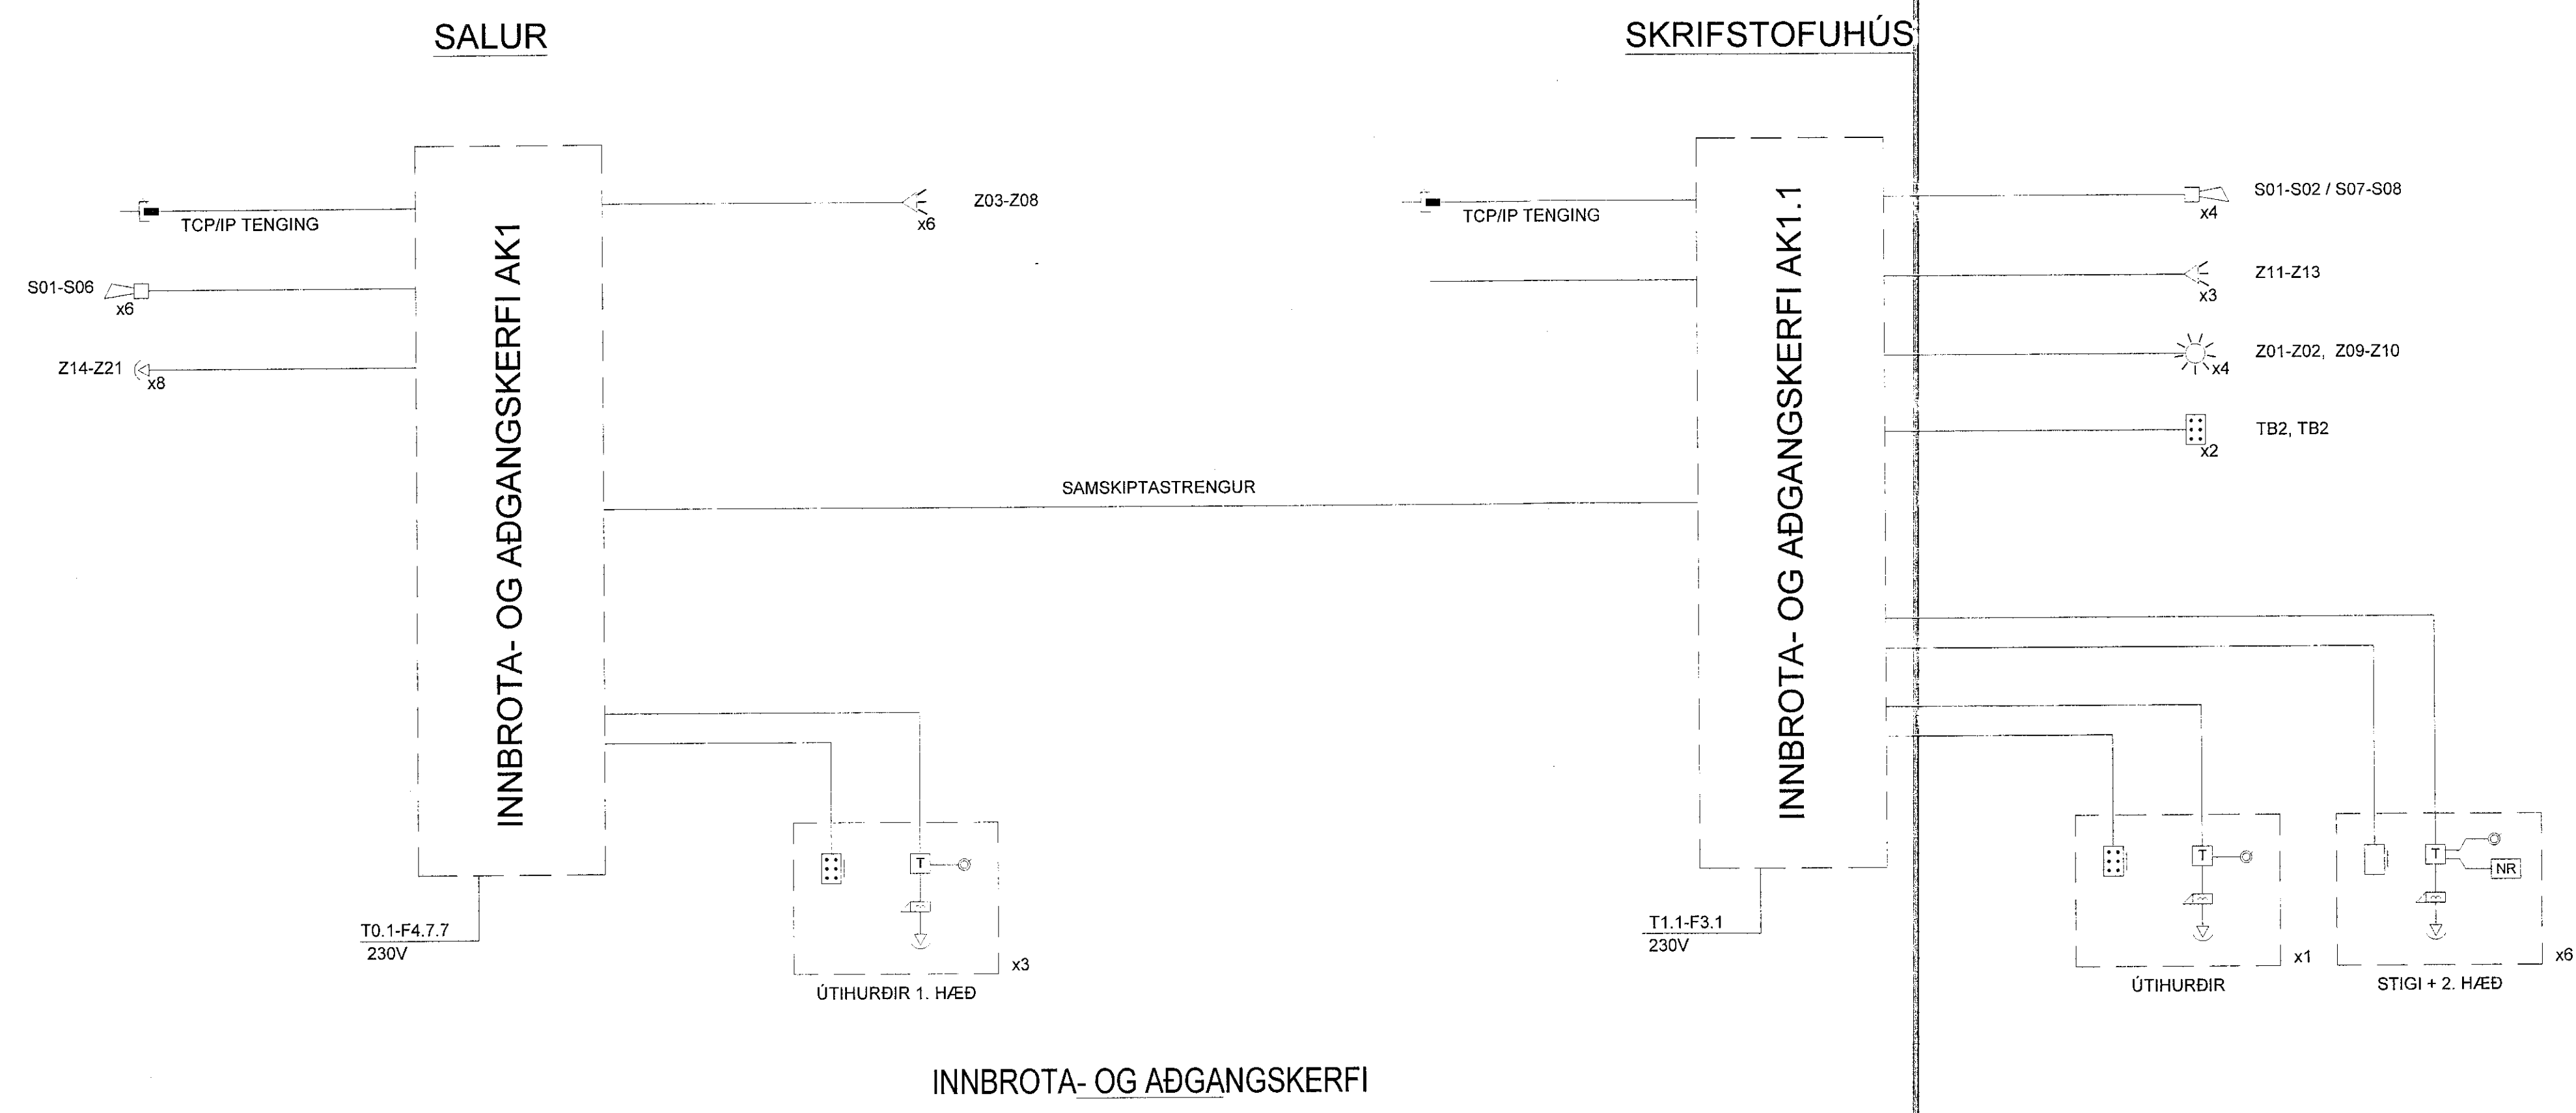 SALUR
SKRIFSTOFUHÚS
TCP/IP TENGING
S01-S06
x6
Z14-Z21
x8
INNBROTA- OG AÐGANGSKERFI AK1
Z03-Z08
x6
T0.1-F4.7.7
230V
T
x3
ÚTIHURÐIR 1. HÆÐ
SAMSKIPTASTRENGUR
TCP/IP TENGING
INNBROTA- OG AÐGANGSKERFI AK1.1
S01-S02 / S07-S08
x4
Z11-Z13
x3
Z01-Z02, Z09-Z10
x4
TB2, TB2
x2
T1.1-F3.1
230V
T
x1
ÚTIHURÐIR
T
NR
x6
STIGI + 2. HÆÐ
INNBROTA- OG AÐGANGSKERFI